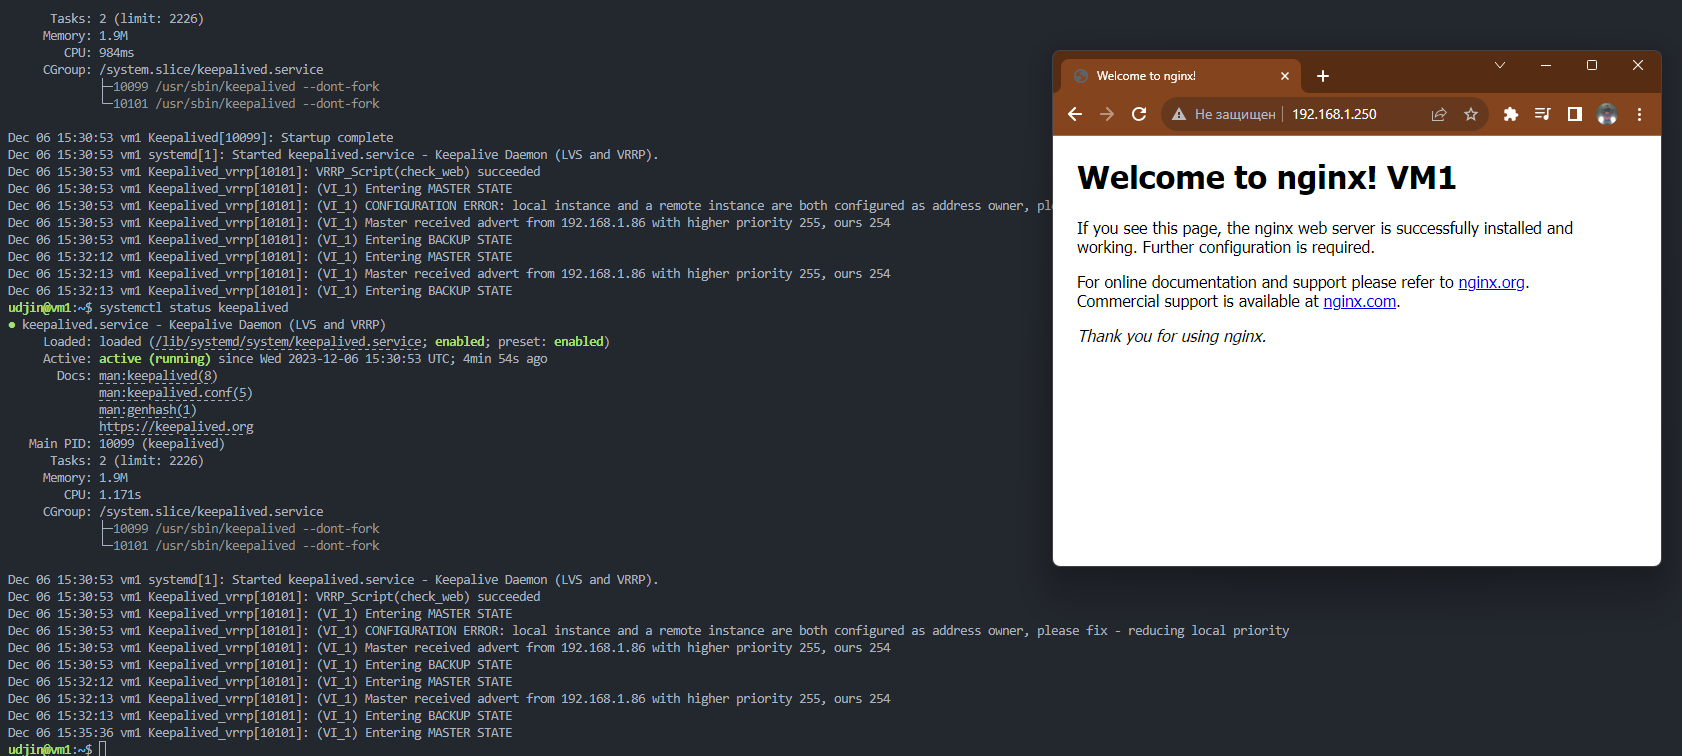 Tasks: 2 (limit: 2226)
Memory: 1.9M
CPU: 984ms
CGroup: /system.slice/keepalived.service
├─10099 /usr/sbin/keepalived --dont-fork
└─10101 /usr/sbin/keepalived --dont-fork
Dec 06 15:30:53 vm1 Keepalived[10099]: Startup complete
Dec 06 15:30:53 vm1 systemd[1]: Started keepalived.service - Keepalive Daemon (LVS and VRRP).
Dec 06 15:30:53 vm1 Keepalived_vrrp[10101]: VRRP_Script(check_web) succeeded
Dec 06 15:30:53 vm1 Keepalived_vrrp[10101]: (VI_1) Entering MASTER STATE
Dec 06 15:30:53 vm1 Keepalived_vrrp[10101]: (VI_1) CONFIGURATION ERROR: local instance and a remote instance are both configured as address owner, ple
Dec 06 15:30:53 vm1 Keepalived_vrrp[10101]: (VI_1) Master received advert from 192.168.1.86 with higher priority 255, ours 254
Dec 06 15:30:53 vm1 Keepalived_vrrp[10101]: (VI_1) Entering BACKUP STATE
Dec 06 15:32:12 vm1 Keepalived_vrrp[10101]: (VI_1) Entering MASTER STATE
Dec 06 15:32:13 vm1 Keepalived_vrrp[10101]: (VI_1) Master received advert from 192.168.1.86 with higher priority 255, ours 254
Dec 06 15:32:13 vm1 Keepalived_vrrp[10101]: (VI_1) Entering BACKUP STATE
udjin@vm1:~$ systemctl status keepalived
● keepalived.service - Keepalive Daemon (LVS and VRRP)
Loaded: loaded (/lib/systemd/system/keepalived.service; enabled; preset: enabled)
Active: active (running) since Wed 2023-12-06 15:30:53 UTC; 4min 54s ago
Docs: man:keepalived(8)
man:keepalived.conf(5)
man:genhash(1)
https://keepalived.org
Main PID: 10099 (keepalived)
Tasks: 2 (limit: 2226)
Memory: 1.9M
CPU: 1.171s
CGroup: /system.slice/keepalived.service
├─10099 /usr/sbin/keepalived --dont-fork
└─10101 /usr/sbin/keepalived --dont-fork
Dec 06 15:30:53 vm1 systemd[1]: Started keepalived.service - Keepalive Daemon (LVS and VRRP).
Dec 06 15:30:53 vm1 Keepalived_vrrp[10101]: VRRP_Script(check_web) succeeded
Dec 06 15:30:53 vm1 Keepalived_vrrp[10101]: (VI_1) Entering MASTER STATE
Dec 06 15:30:53 vm1 Keepalived_vrrp[10101]: (VI_1) CONFIGURATION ERROR: local instance and a remote instance are both configured as address owner, please fix - reducing local priority
Dec 06 15:30:53 vm1 Keepalived_vrrp[10101]: (VI_1) Master received advert from 192.168.1.86 with higher priority 255, ours 254
Dec 06 15:30:53 vm1 Keepalived_vrrp[10101]: (VI_1) Entering BACKUP STATE
Dec 06 15:32:12 vm1 Keepalived_vrrp[10101]: (VI_1) Entering MASTER STATE
Dec 06 15:32:13 vm1 Keepalived_vrrp[10101]: (VI_1) Master received advert from 192.168.1.86 with higher priority 255, ours 254
Dec 06 15:32:13 vm1 Keepalived_vrrp[10101]: (VI_1) Entering BACKUP STATE
Dec 06 15:35:36 vm1 Keepalived_vrrp[10101]: (VI_1) Entering MASTER STATE
udjin@vm1:~$
Welcome to nginx!
Не защищен 192.168.1.250
Welcome to nginx! VM1
If you see this page, the nginx web server is successfully installed and
working. Further configuration is required.
For online documentation and support please refer to nginx.org.
Commercial support is available at nginx.com.
Thank you for using nginx.